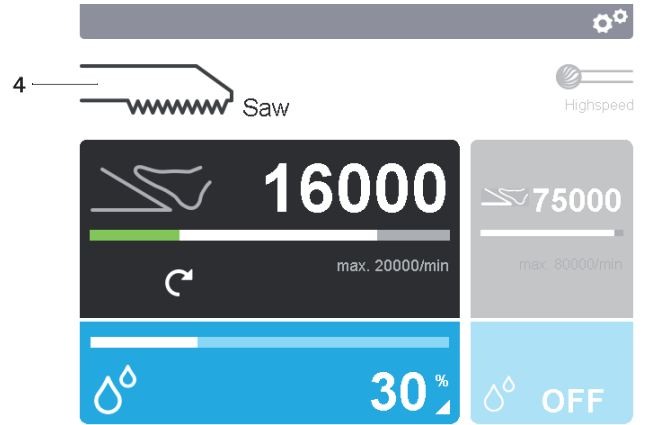 4
Saw
Highspeed
16000
75000
max. 20000/min
max. 80000/min
30 %
OFF